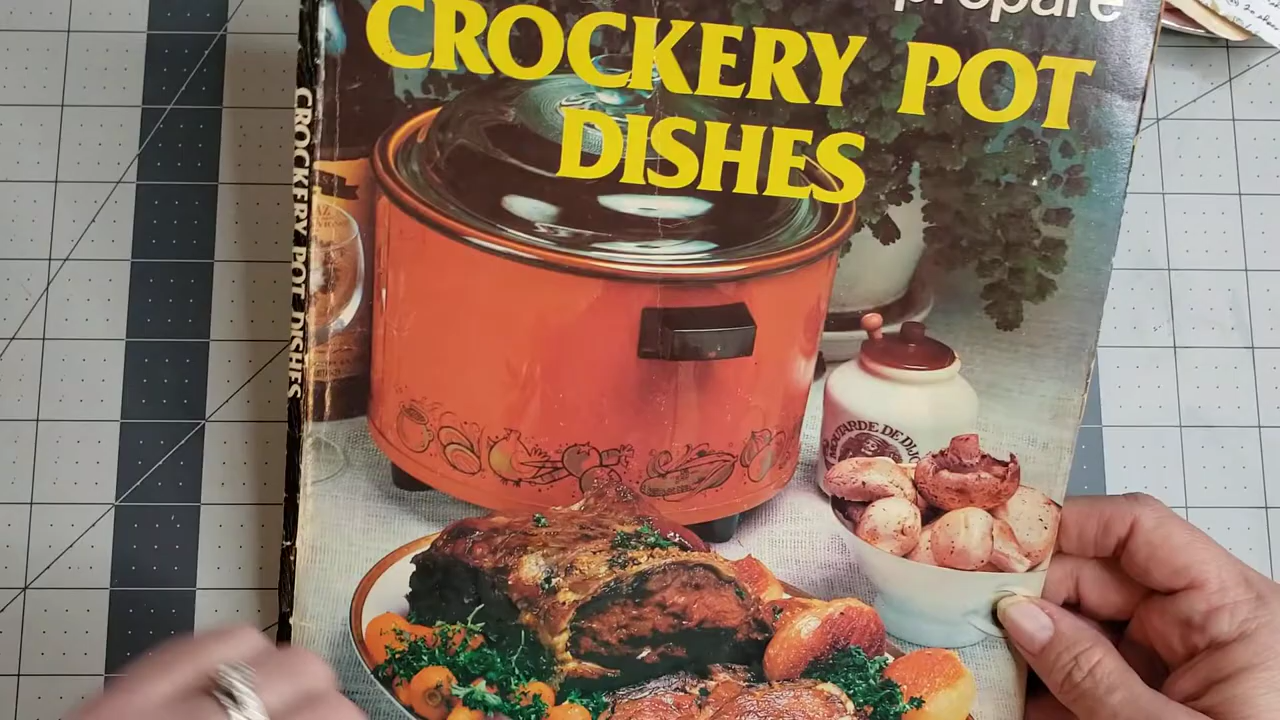 prepare
CROCKERY POT
DISHES
CROCKERY POT DISHES
MOUTARDE DE DIJON